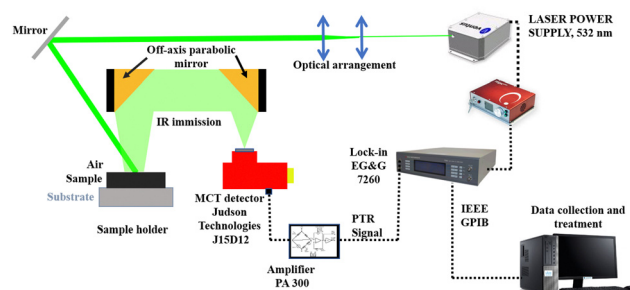 Mirror
Off-axis parabolic
mirror
Optical arrangement
LASER POWER
SUPPLY, 532 nm
IR immission
Lock-in
EG&G
7260
Air
Sample
Substrate
Sample holder
MCT detector
Judson
Technologies
J15D12
PTR
Signal
Amplifier
PA 300
IEEE
GPIB
Data collection and
treatment